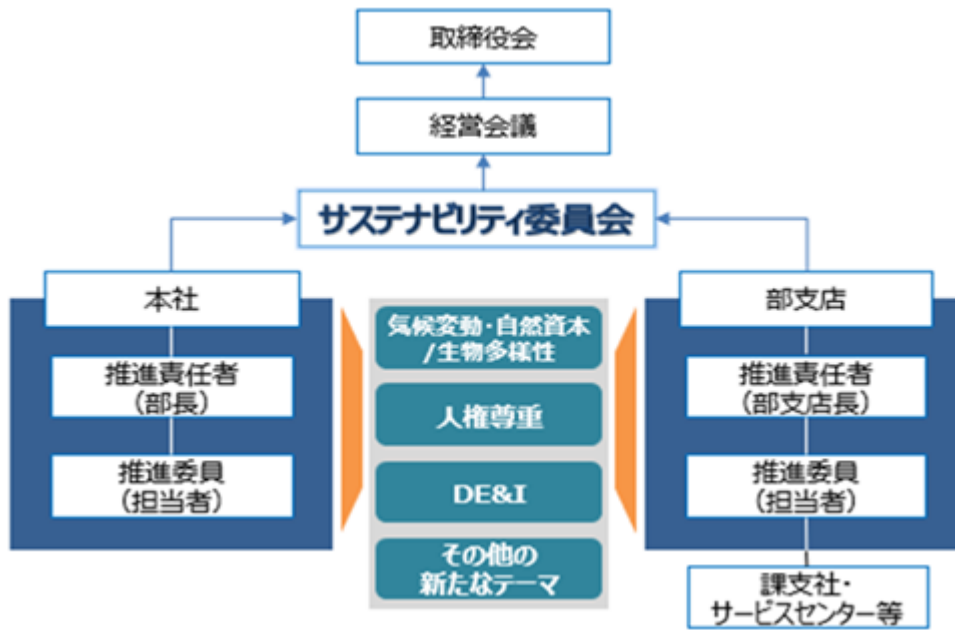 取締役会
経営会議
サステナビリティ委員会
本社
推進責任者
（部長）
推進委員
（担当者）
気候変動・自然資本
/生物多様性
人権尊重
DE&I
その他の
新たなテーマ
部支店
推進責任者
（部支店長）
推進委員
（担当者）
課支社・
サービスセンター等